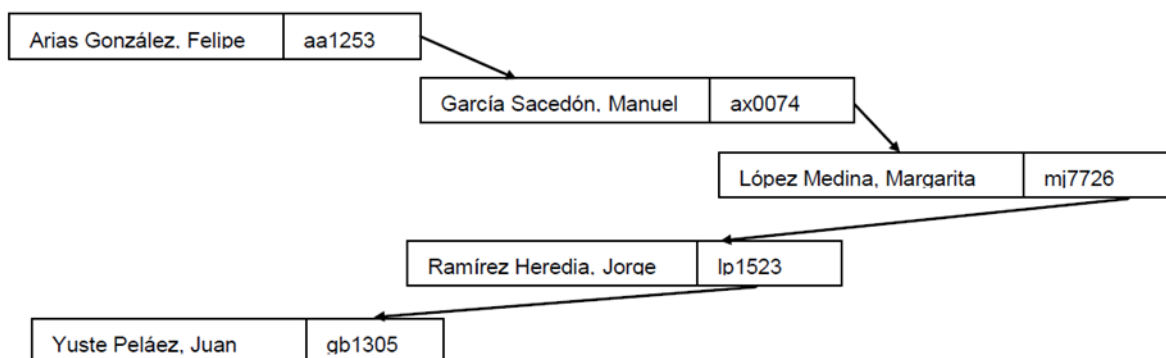 Arias González, Felipe aa1253
García Sacedón, Manuel ax0074
López Medina, Margarita mj7726
Ramírez Heredia, Jorge lp1523
Yuste Peláez, Juan gb1305